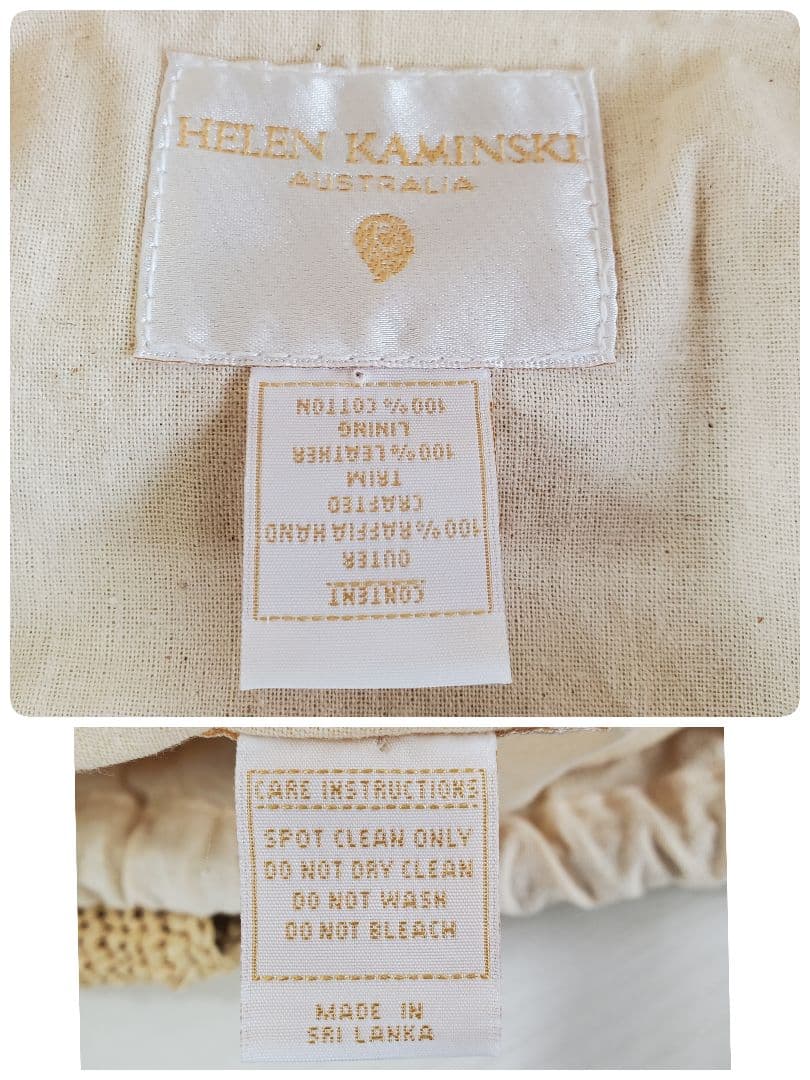 HELEN KAMINSKI
AUSTRALIA
CONTENT
OUTER
100% RAFFIA HAND
CRAFTED
TRIM
100% LEATHER
LINING
100% COTTON
CARE INSTRUCTIONS
SPOT CLEAN ONLY
DO NOT DRY CLEAN
DO NOT WASH
DO NOT BLEACH
MADE IN
SRI LANKA